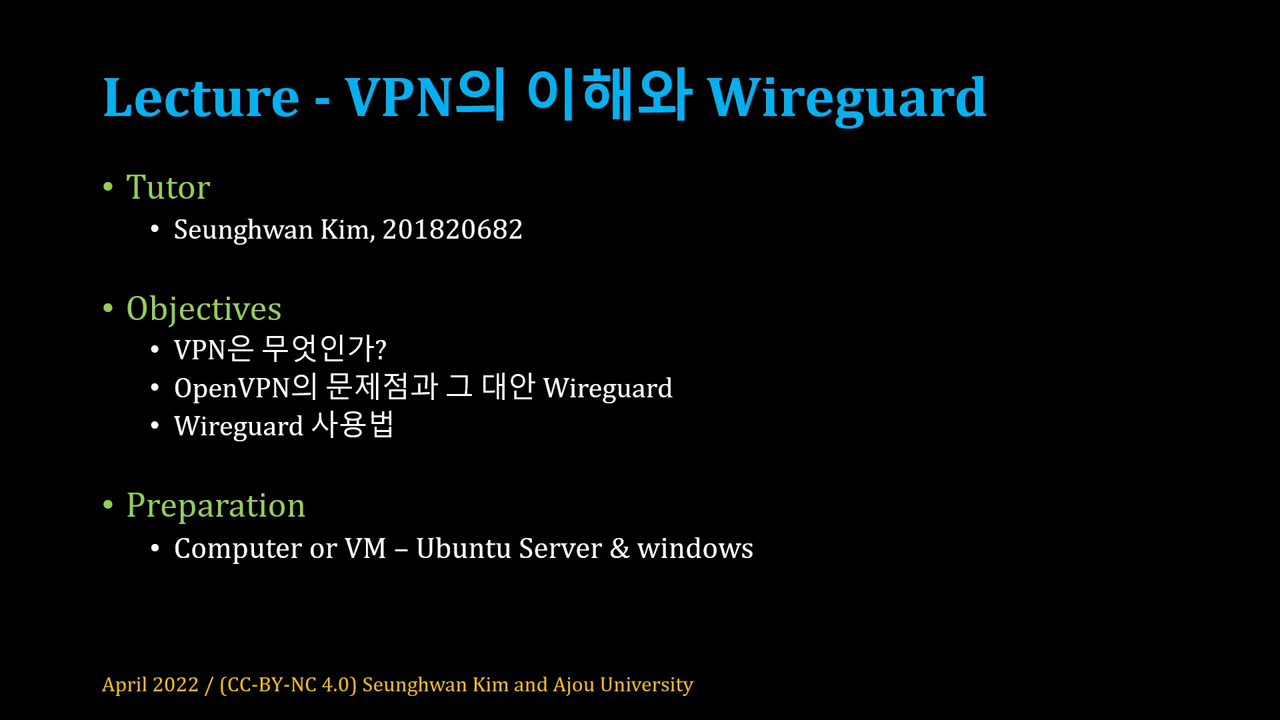 Lecture - VPN의 이해와 Wireguard
• Tutor
• Seunghwan Kim, 201820682
• Objectives
• VPN은 무엇인가?
• OpenVPN의 문제점과 그 대안 Wireguard
• Wireguard 사용법
• Preparation
• Computer or VM – Ubuntu Server & windows
April 2022 / (CC-BY-NC 4.0) Seunghwan Kim and Ajou University